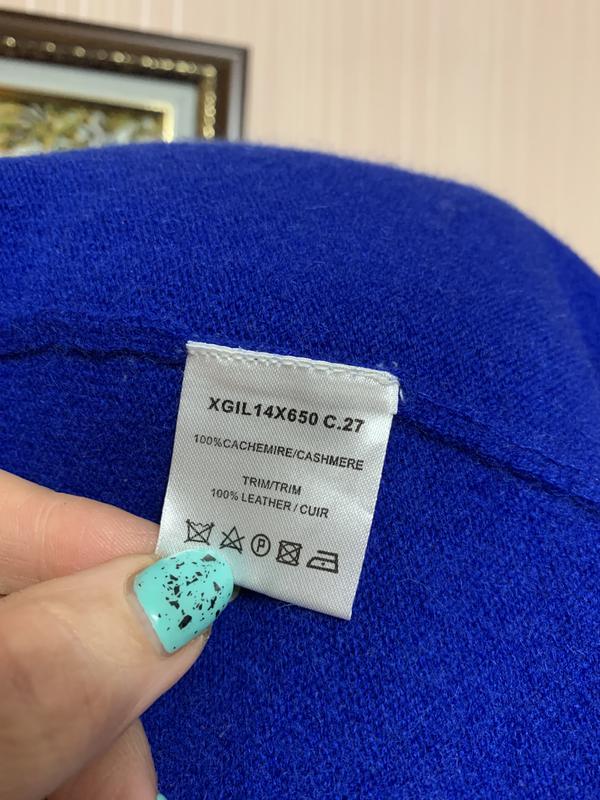 XGIL14X650 C.27
100%CACHEMIRE/CASHMERE
TRIM/TRIM
100% LEATHER / CUIR
P